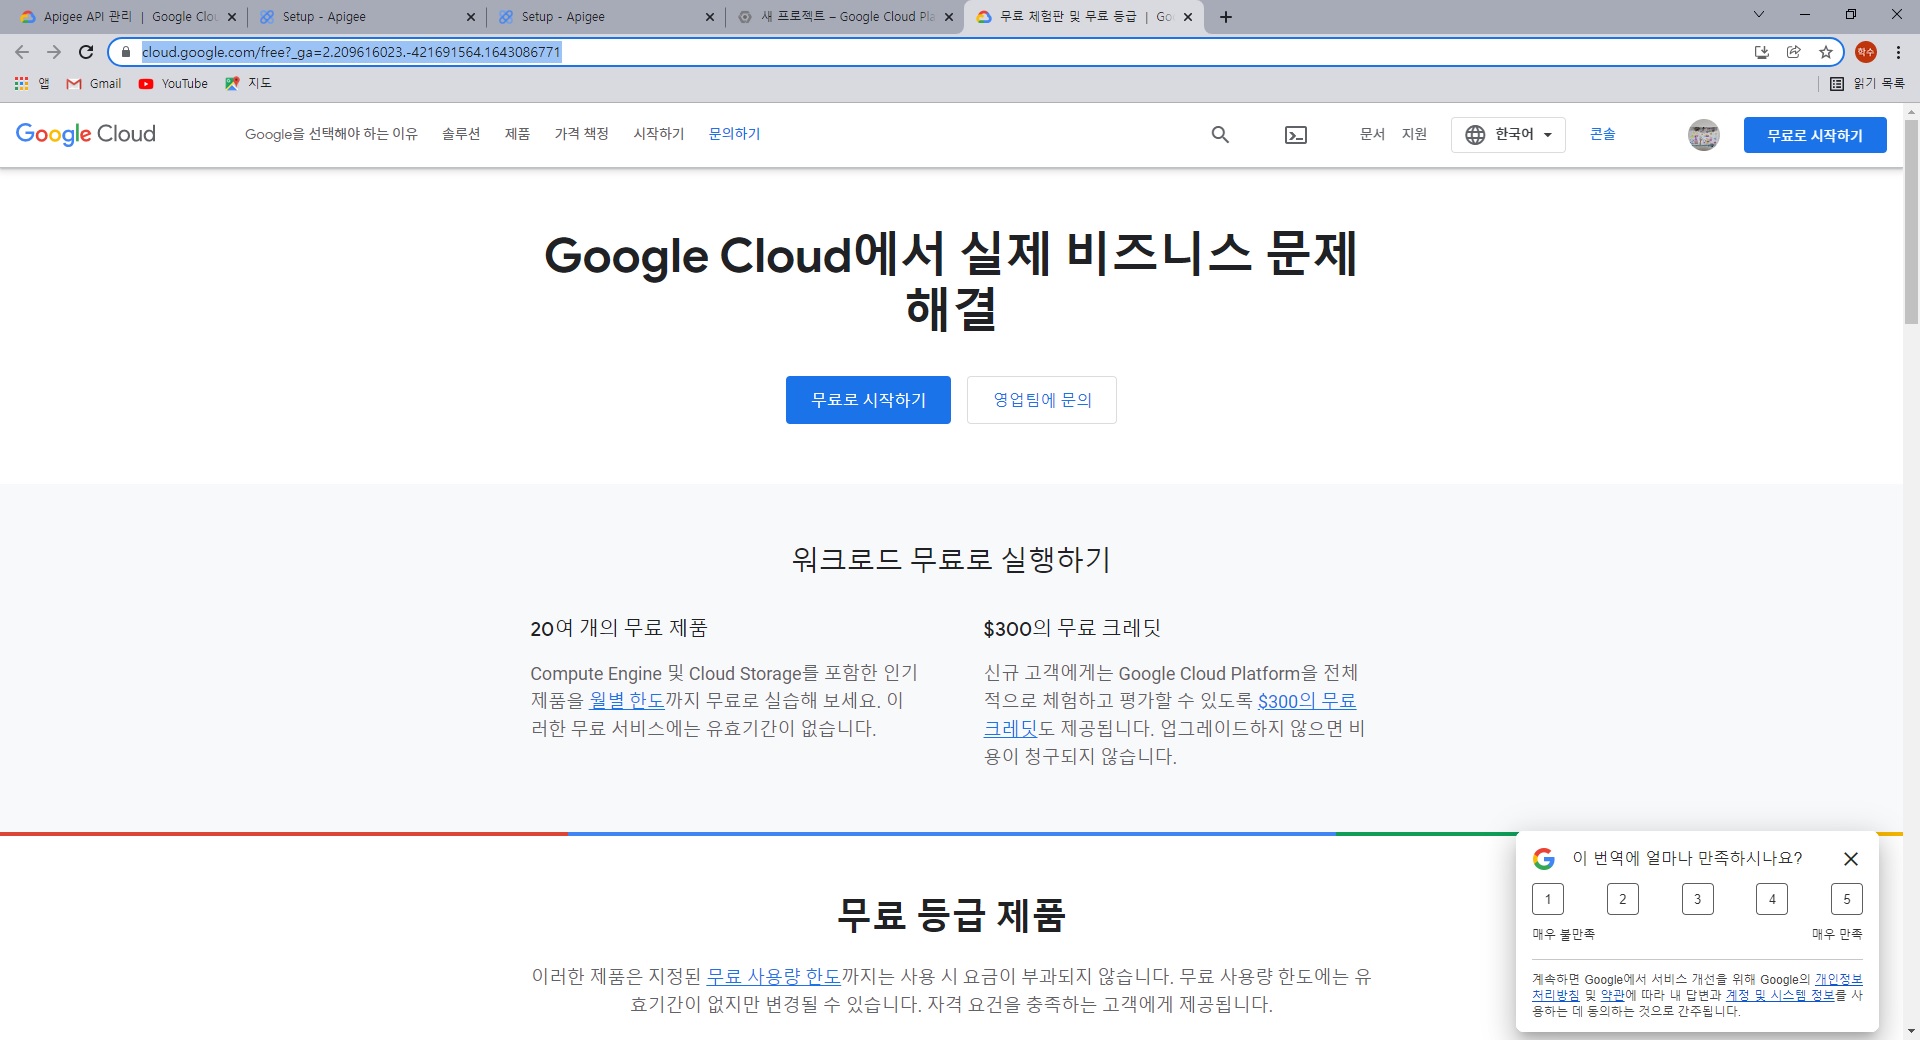 Apigee API 관리 | Google Clou
Setup - Apigee
Setup - Apigee
새 프로젝트 – Google Cloud Pla
무료 체험판 및 무료 등급 | Go
cloud.google.com/free?_ga=2.209616023.-421691564.1643086771
학수
앱
Gmail
YouTube
지도
읽기 목록
Google Cloud
Google을 선택해야 하는 이유
솔루션
제품
가격 책정
시작하기
문의하기
문서
지원
한국어
콘솔
무료로 시작하기
Google Cloud에서 실제 비즈니스 문제
해결
무료로 시작하기
영업팀에 문의
워크로드 무료로 실행하기
20여 개의 무료 제품
Compute Engine 및 Cloud Storage를 포함한 인기
제품을 월별 한도까지 무료로 실습해 보세요. 이
러한 무료 서비스에는 유효기간이 없습니다.
$300의 무료 크레딧
신규 고객에게는 Google Cloud Platform을 전체
적으로 체험하고 평가할 수 있도록 $300의 무료
크레딧도 제공됩니다. 업그레이드하지 않으면 비
용이 청구되지 않습니다.
무료 등급 제품
이러한 제품은 지정된 무료 사용량 한도까지는 사용 시 요금이 부과되지 않습니다. 무료 사용량 한도에는 유
효기간이 없지만 변경될 수 있습니다. 자격 요건을 충족하는 고객에게 제공됩니다.
이 번역에 얼마나 만족하시나요?
1 2 3 4 5
매우 불만족
매우 만족
계속하면 Google에서 서비스 개선을 위해 Google의 개인정보
처리방침 및 약관에 따라 내 답변과 계정 및 시스템 정보를 사
용하는 데 동의하는 것으로 간주됩니다.